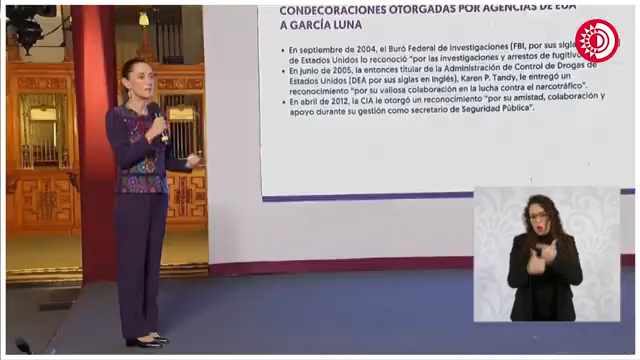 CONDECORACIONES OTORGADAS POR AGENCIAS DE EUA
A GARCÍA LUNA
• En septiembre de 2004, el Buró Federal de Investigaciones [FBI, por sus siglas
de Estados Unidos lo reconoció "por las investigaciones y arrestos de fugitivo
• En junio de 2005, la entonces titular de la Administración de Control de Drogas de
Estados Unidos [DEA por sus siglas en inglés], Karen P. Tandy, le entregó un
reconocimiento "por su valiosa colaboración en la lucha contra el narcotráfico".
• En abril de 2012, la CIA le otorgó un reconocimiento "por su amistad, colaboración y
apoyo durante su gestión como secretario de Seguridad Pública".